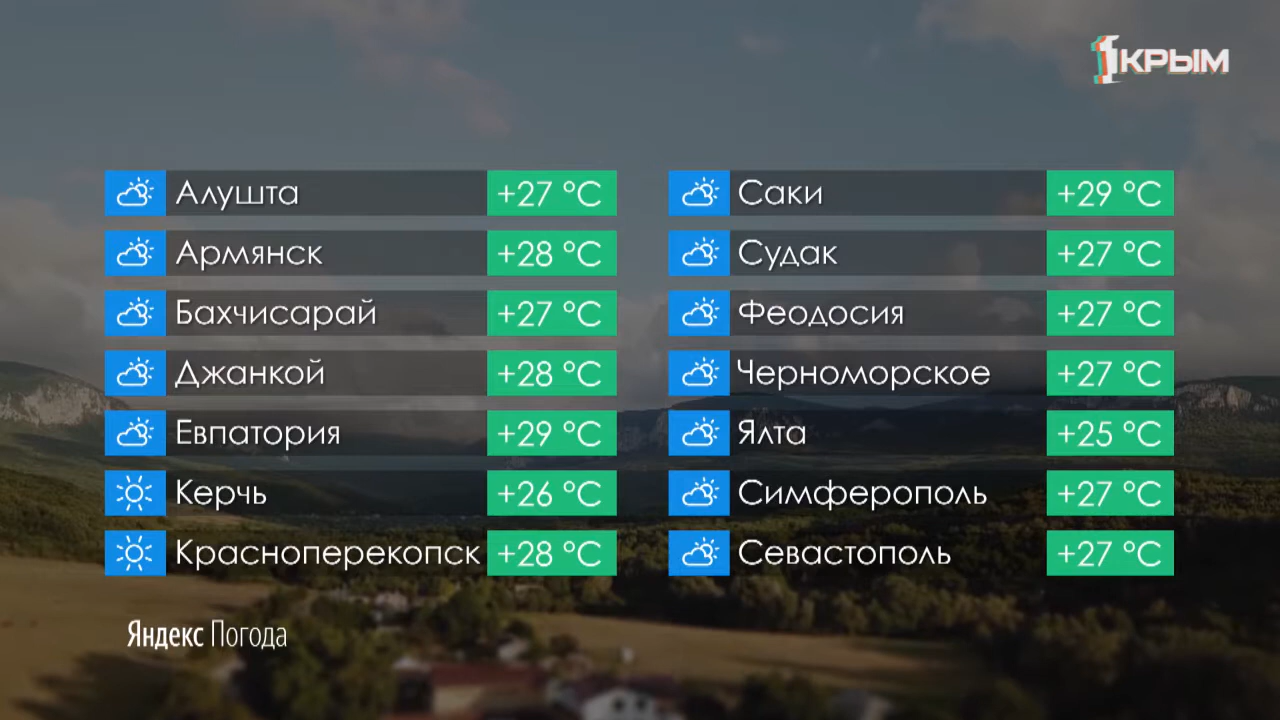 1КРЫМ
Алушта +27 °C
Армянск +28 °C
Бахчисарай +27 °C
Джанкой +28 °C
Евпатория +29 °C
Керчь +26 °C
Красноперекопск +28 °C
Саки +29 °C
Судак +27 °C
Феодосия +27 °C
Черноморское +27 °C
Ялта +25 °C
Симферополь +27 °C
Севастополь +27 °C
Яндекс Погода